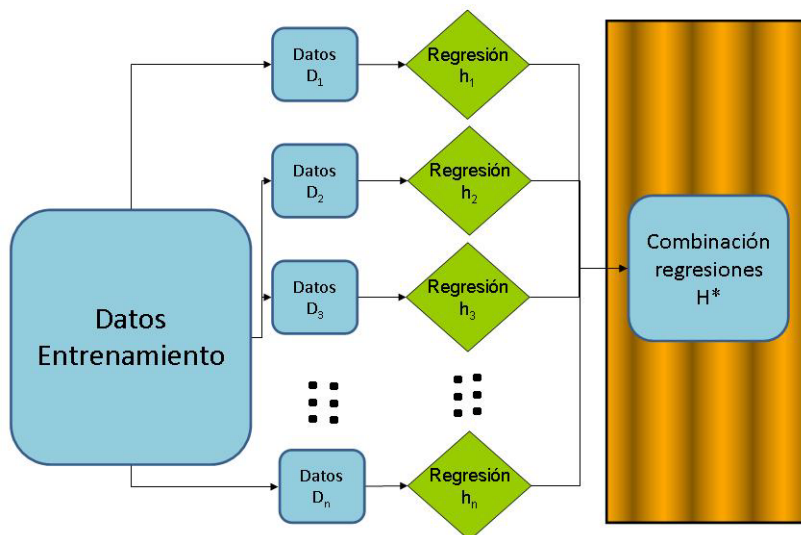 Datos
D₁
Regresión
h₁
Datos
D₂
Regresión
h₂
Datos
D₃
Regresión
h₃
Datos
Dₙ
Regresión
hₙ
Datos
Entrenamiento
Combinación
regresiones
H*